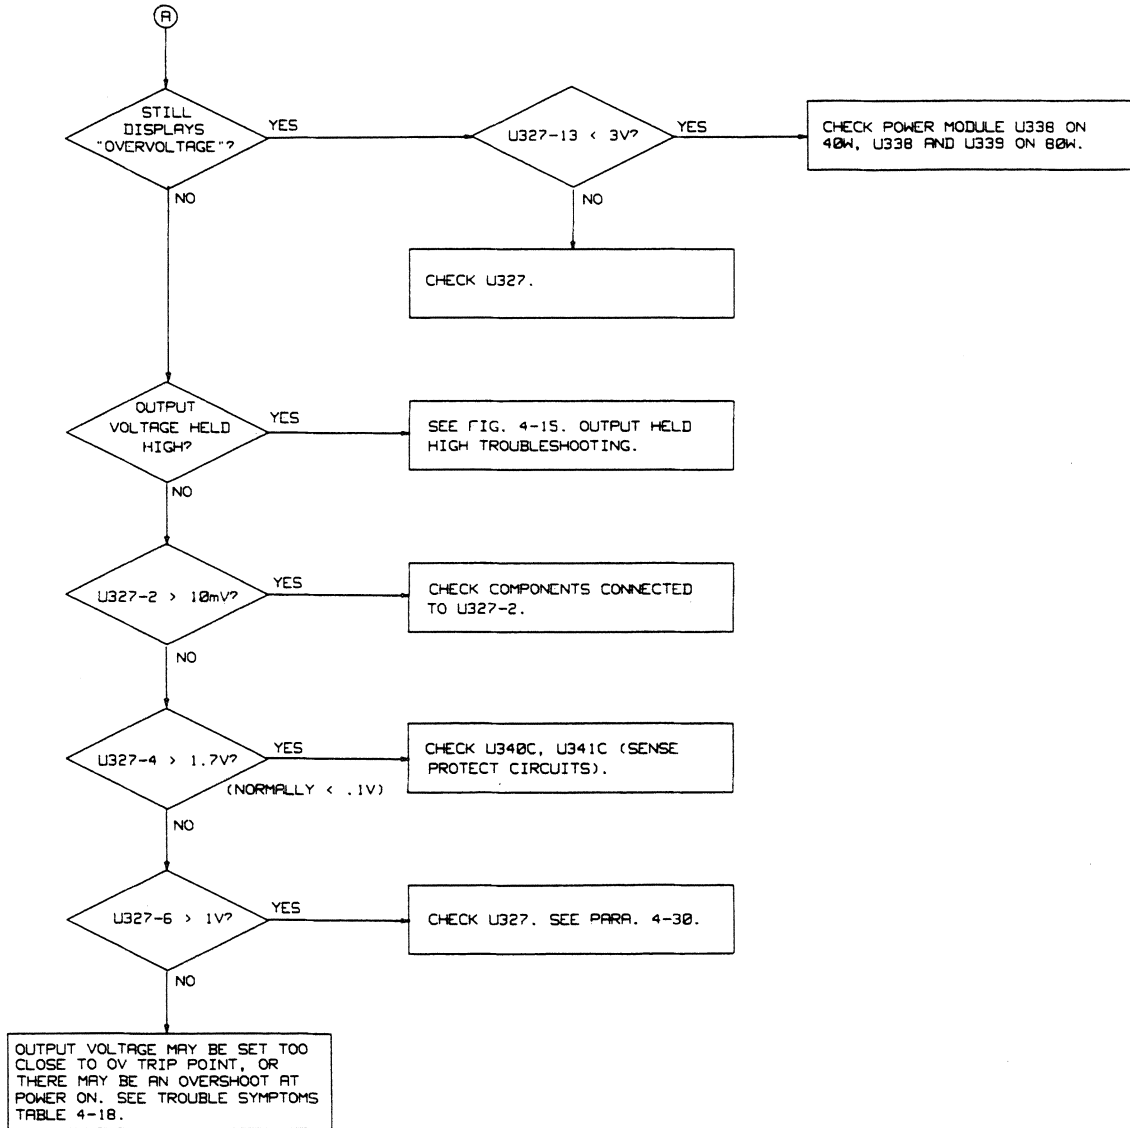 A
STILL
DISPLAYS
"OVERVOLTAGE"?
YES
NO
U327-13 < 3V?
YES
NO
CHECK POWER MODULE U338 ON
40W, U338 AND U339 ON 80W.
CHECK U327.
OUTPUT
VOLTAGE HELD
HIGH?
YES
NO
SEE FIG. 4-15. OUTPUT HELD
HIGH TROUBLESHOOTING.
U327-2 > 10mV?
YES
NO
CHECK COMPONENTS CONNECTED
TO U327-2.
U327-4 > 1.7V?
YES
(NORMALLY < .1V)
NO
CHECK U340C, U341C (SENSE
PROTECT CIRCUITS).
U327-6 > 1V?
YES
NO
CHECK U327. SEE PARA. 4-30.
OUTPUT VOLTAGE MAY BE SET TOO
CLOSE TO OV TRIP POINT, OR
THERE MAY BE AN OVERSHOOT AT
POWER ON. SEE TROUBLE SYMPTOMS
TABLE 4-18.